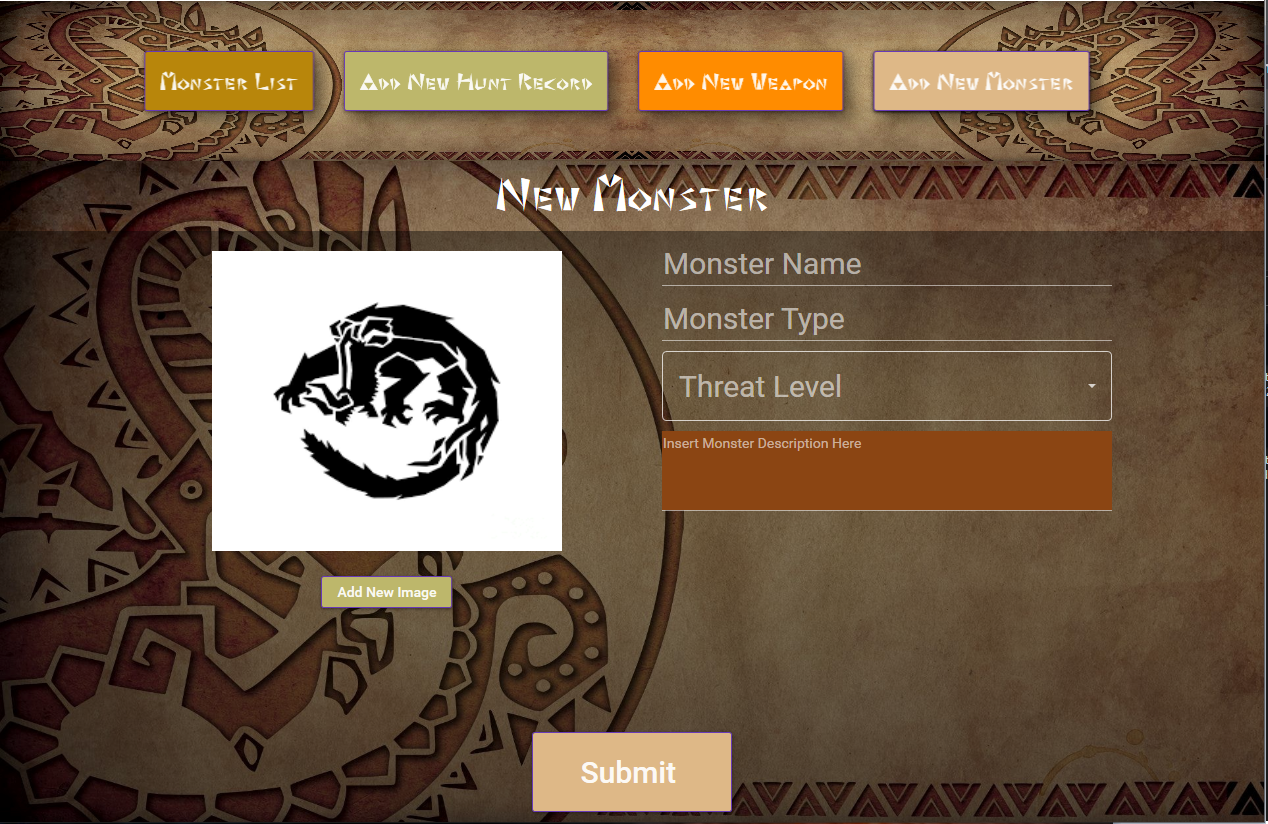 Monster List
Add New Hunt Record
Add New Weapon
Add New Monster
New Monster
Monster Name
Monster Type
Threat Level
Insert Monster Description Here
Add New Image
Submit